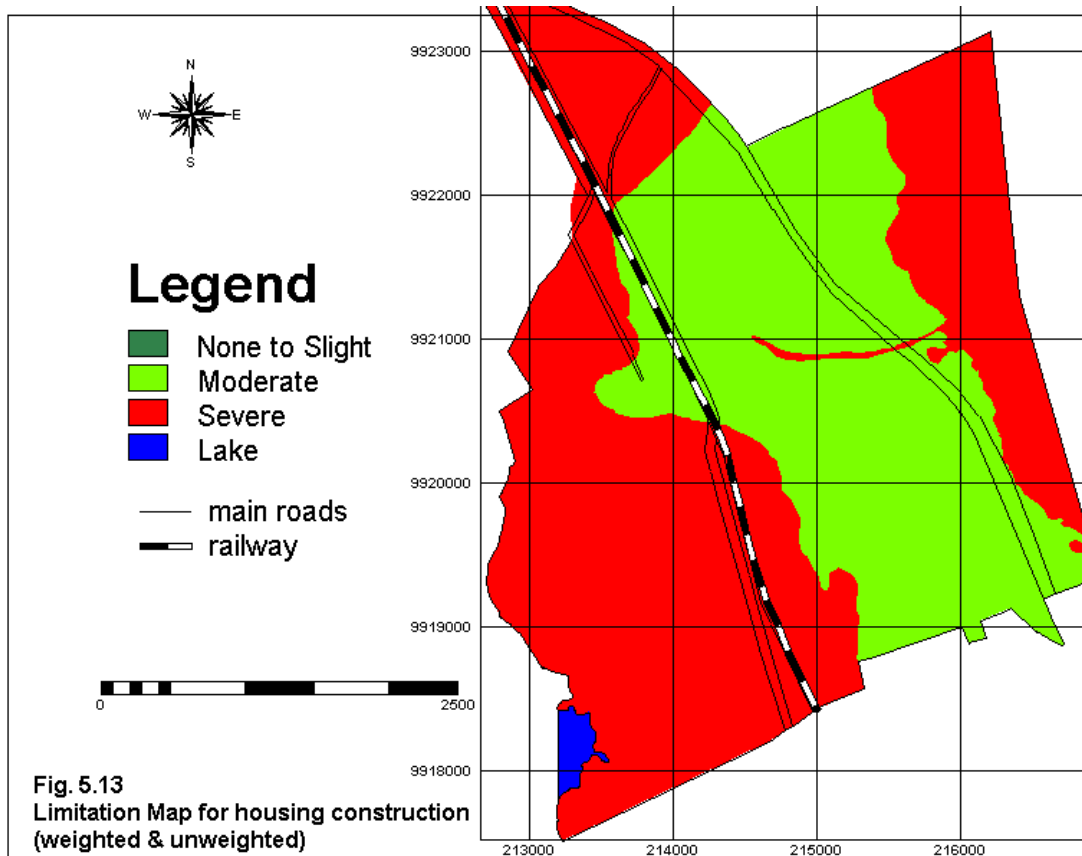 N
W E
S
Legend
None to Slight
Moderate
Severe
Lake
main roads
railway
0 2500
Fig. 5.13
Limitation Map for housing construction
(weighted & unweighted)
9923000
9922000
9921000
9920000
9919000
9918000
213000 214000 215000 216000